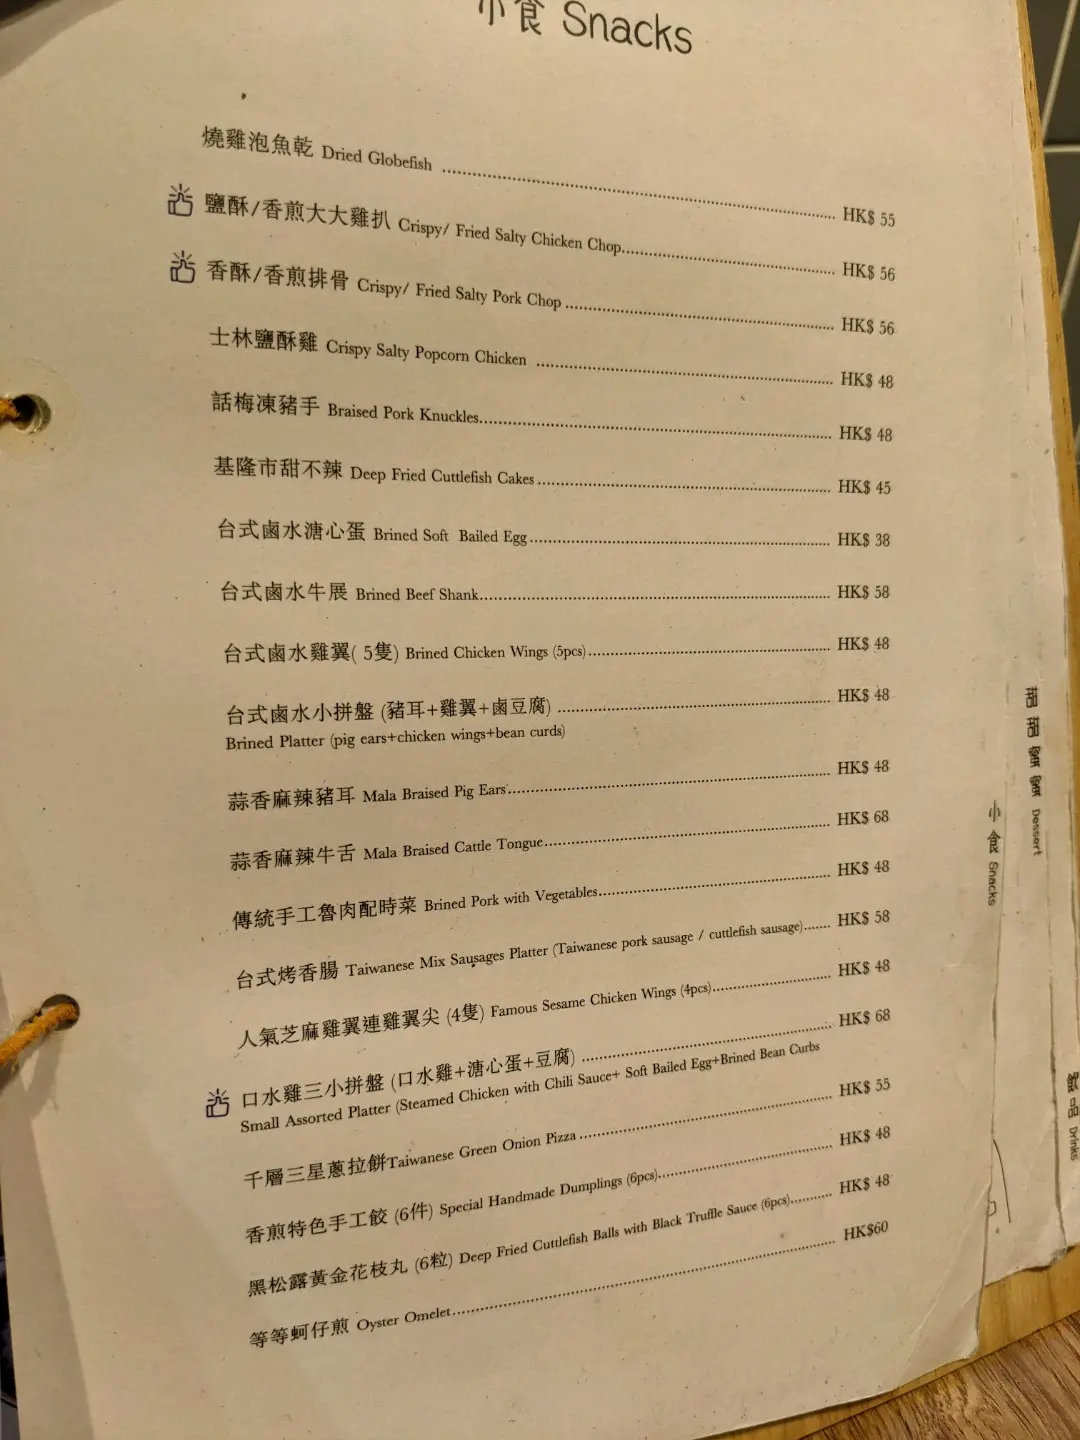 小食 Snacks
燒雞泡魚乾 Dried Globefish ........ HK$ 55
鹽酥/香煎大大雞扒 Crispy/ Fried Salty Chicken Chop........ HK$ 56
香酥/香煎排骨 Crispy/ Fried Salty Pork Chop ........ HK$ 56
士林鹽酥雞 Crispy Salty Popcorn Chicken ........ HK$ 48
話梅凍豬手 Braised Pork Knuckles........ HK$ 48
基隆市甜不辣 Deep Fried Cuttlefish Cakes........ HK$ 45
台式鹵水溏心蛋 Brined Soft Bailed Egg........ HK$ 38
台式鹵水牛展 Brined Beef Shank........ HK$ 58
台式鹵水雞翼( 5隻) Brined Chicken Wings (5pcs)........ HK$ 48
台式鹵水小拼盤 (豬耳+雞翼+鹵豆腐) ........ HK$ 48
Brined Platter (pig ears+chicken wings+bean curds)
蒜香麻辣豬耳 Mala Braised Pig Ears........ HK$ 48
蒜香麻辣牛舌 Mala Braised Cattle Tongue........ HK$ 68
傳統手工魯肉配時菜 Brined Pork with Vegetables........ HK$ 48
台式烤香腸 Taiwanese Mix Sausages Platter (Taiwanese pork sausage / cuttlefish sausage)....... HK$ 58
人氣芝麻雞翼連雞翼尖 (4隻) Famous Sesame Chicken Wings (4pcs)........ HK$ 48
口水雞三小拼盤 (口水雞+溏心蛋+豆腐) ........ HK$ 68
Small Assorted Platter (Steamed Chicken with Chili Sauce+ Soft Bailed Egg+Brined Bean Curbs
千層三星蔥拉餅Taiwanese Green Onion Pizza ........ HK$ 55
香煎特色手工餃 (6件) Special Handmade Dumplings (6pcs)........ HK$ 48
黑松露黃金花枝丸 (6粒) Deep Fried Cuttlefish Balls with Black Truffle Sauce (6pcs).......... HK$ 48
等等蚵仔煎 Oyster Omelet........ HK$60
小食 Snacks
甜甜蜜蜜 Dessert
飲品 Drinks